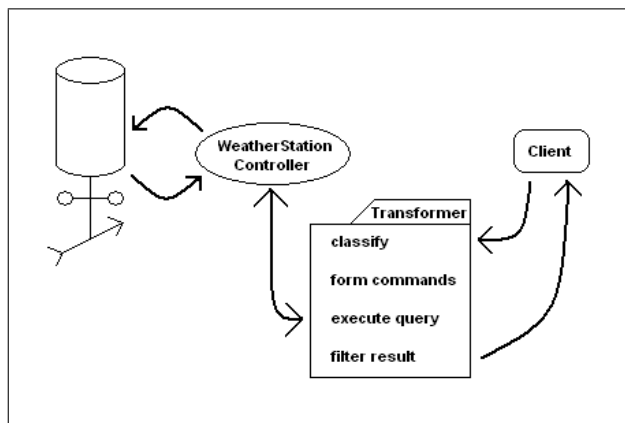 WeatherStation
Controller
Client
Transformer
classify
form commands
execute query
filter result